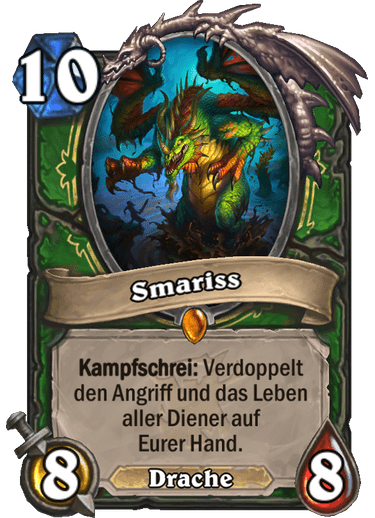 10
Smariss
Kampfschrei: Verdoppelt
den Angriff und das Leben
aller Diener auf
Eurer Hand.
8
Drache
8